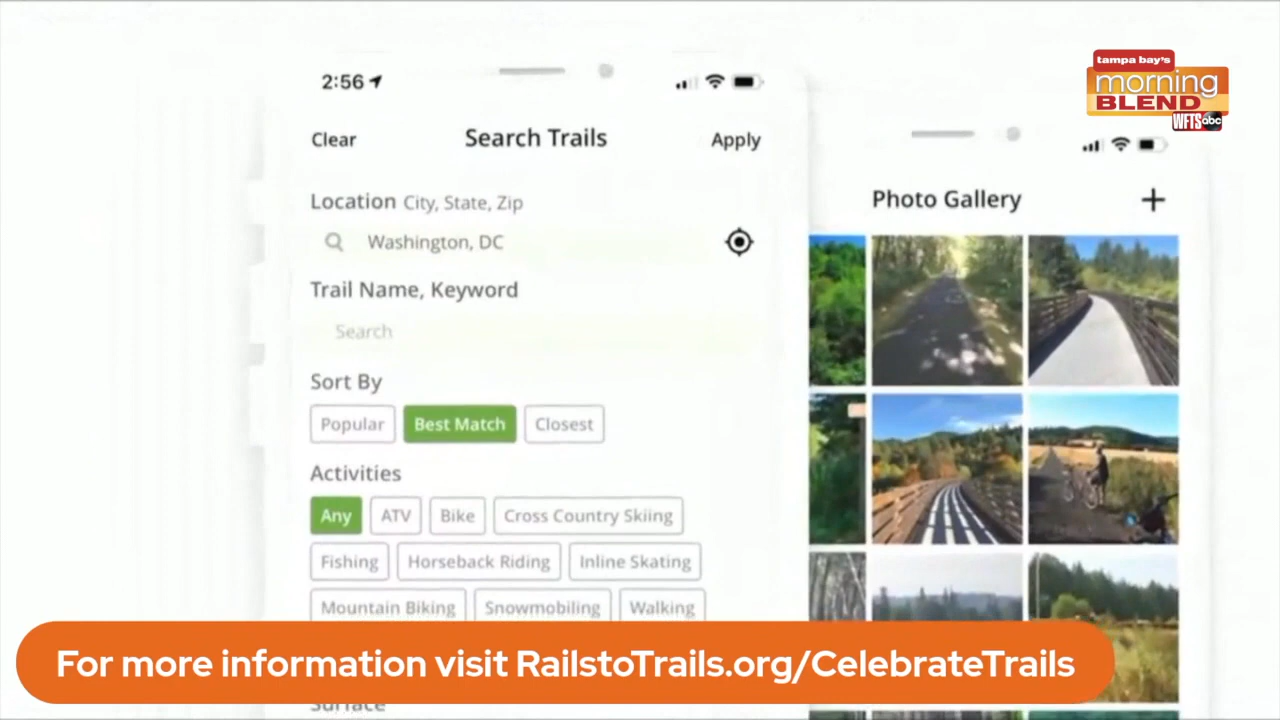 2:56
Clear Search Trails Apply
Location City, State, Zip
Washington, DC
Trail Name, Keyword
Search
Sort By
Popular Best Match Closest
Activities
Any ATV Bike Cross Country Skiing
Fishing Horseback Riding Inline Skating
Mountain Biking Snowmobiling Walking
Surface
Photo Gallery
tampa bay's
morning
BLEND
WFTS abc
For more information visit RailstoTrails.org/CelebrateTrails